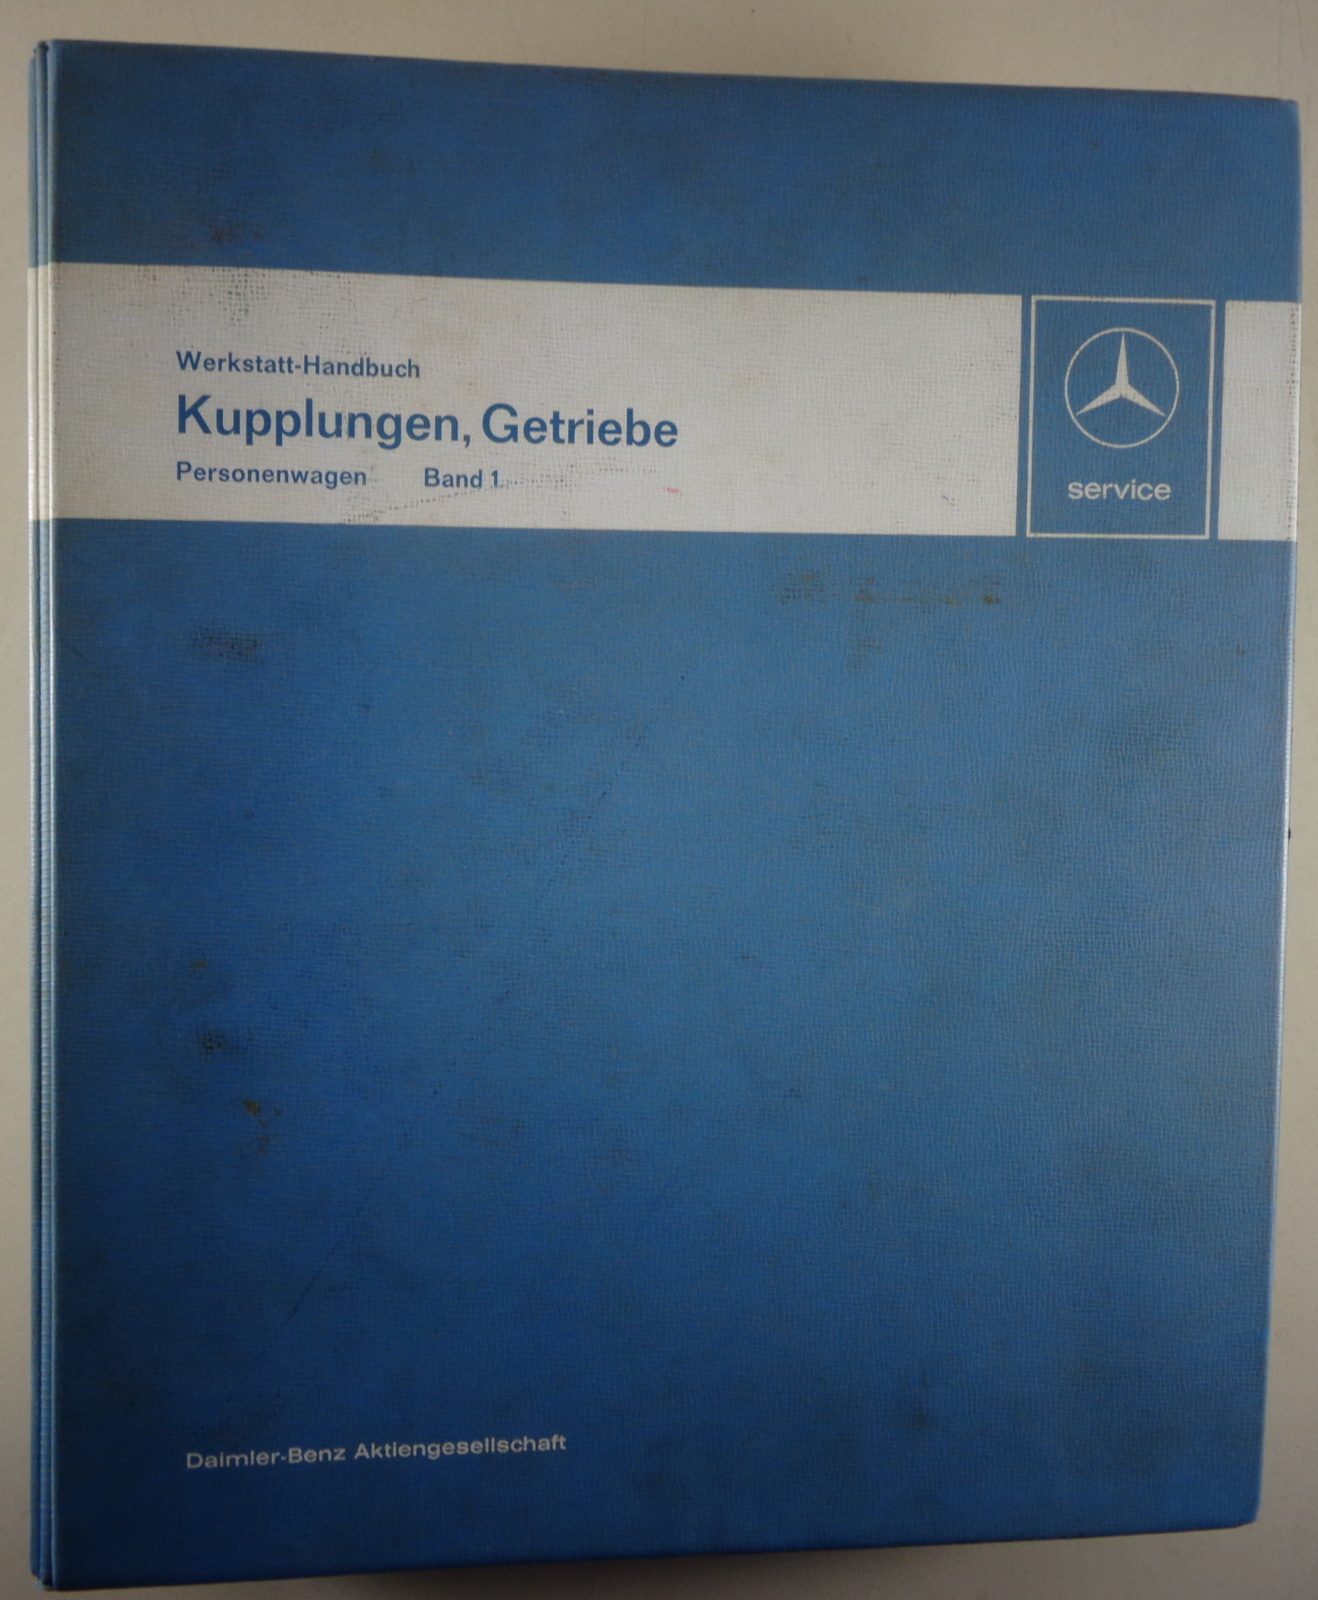 Werkstatt-Handbuch
Kupplungen, Getriebe
Personenwagen Band 1
service
Daimler-Benz Aktiengesellschaft